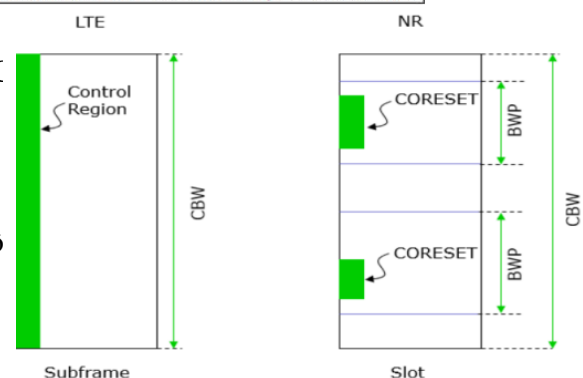 LTE
NR
Control
Region
CORESET
BWP
CBW
CBW
CORESET
BWP
Subframe
Slot